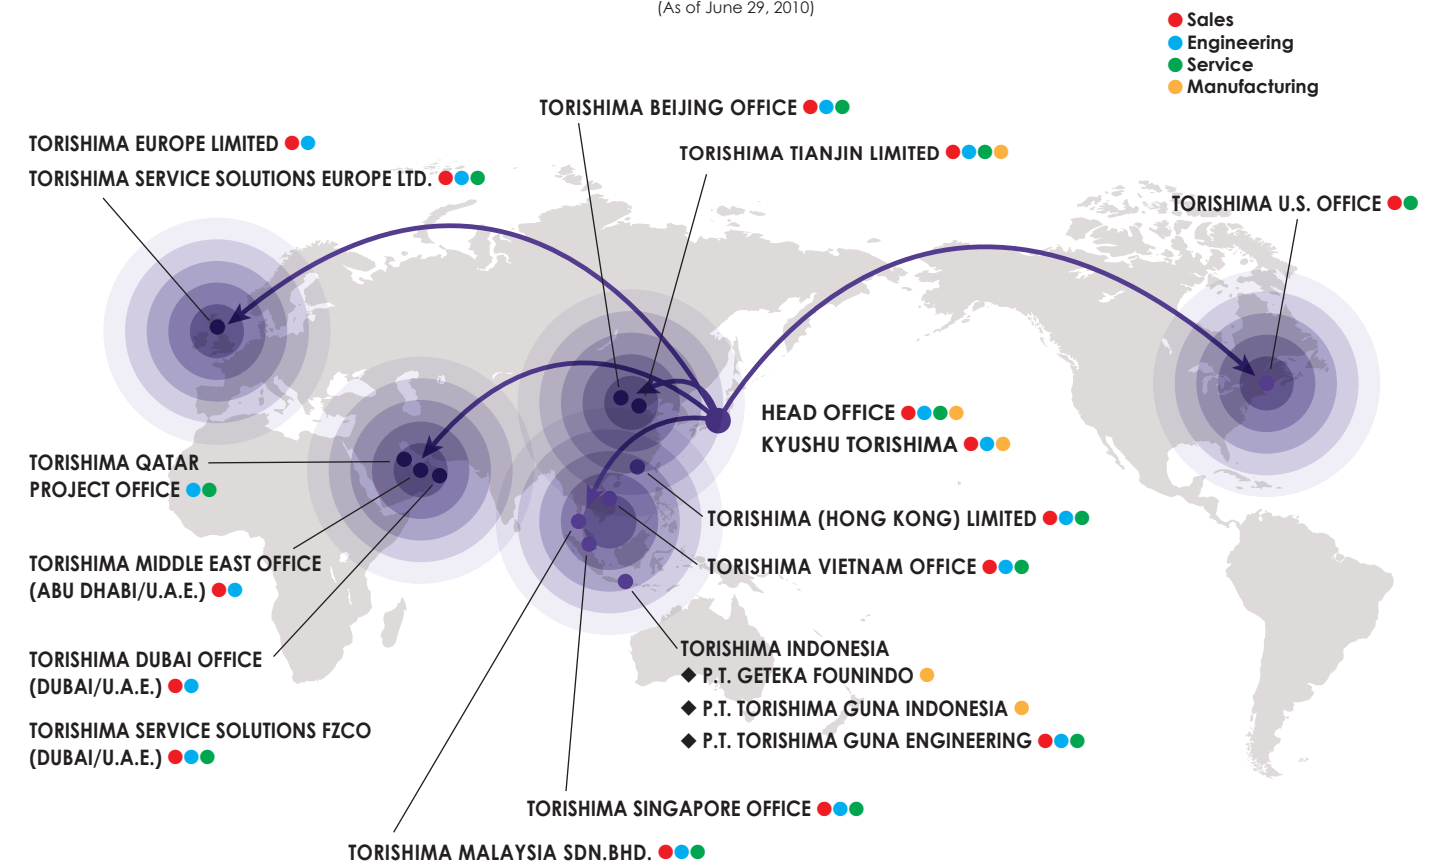 (As of June 29, 2010)
Sales
Engineering
Service
Manufacturing
TORISHIMA BEIJING OFFICE
TORISHIMA EUROPE LIMITED
TORISHIMA TIANJIN LIMITED
TORISHIMA SERVICE SOLUTIONS EUROPE LTD.
TORISHIMA U.S. OFFICE
HEAD OFFICE
KYUSHU TORISHIMA
TORISHIMA QATAR
PROJECT OFFICE
TORISHIMA (HONG KONG) LIMITED
TORISHIMA MIDDLE EAST OFFICE
(ABU DHABI/U.A.E.)
TORISHIMA VIETNAM OFFICE
TORISHIMA DUBAI OFFICE
(DUBAI/U.A.E.)
TORISHIMA INDONESIA
◆ P.T. GETEKA FOUNINDO
◆ P.T. TORISHIMA GUNA INDONESIA
◆ P.T. TORISHIMA GUNA ENGINEERING
TORISHIMA SERVICE SOLUTIONS FZCO
(DUBAI/U.A.E.)
TORISHIMA SINGAPORE OFFICE
TORISHIMA MALAYSIA SDN.BHD.